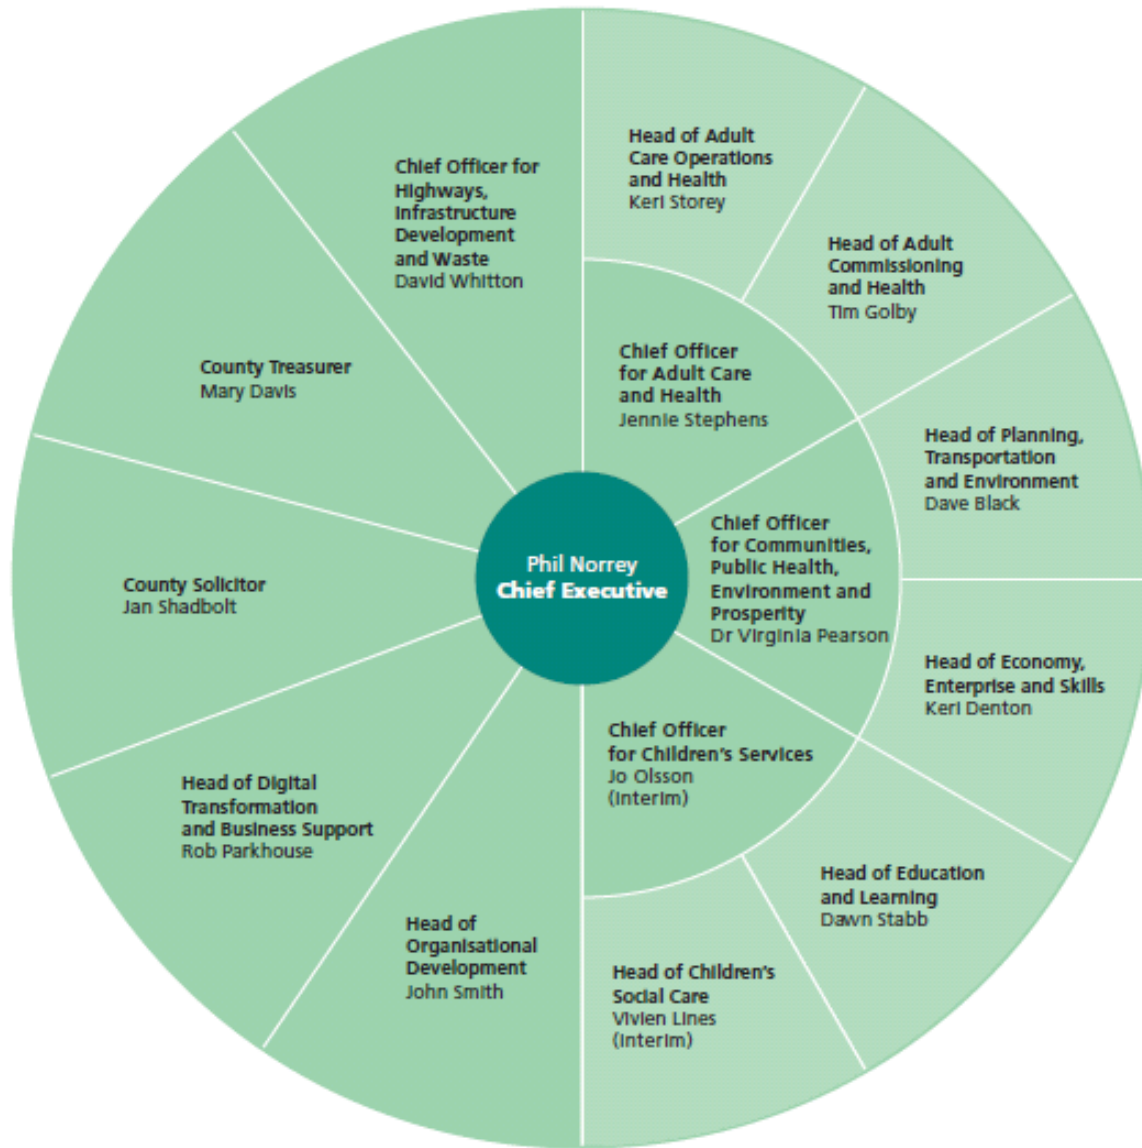 Head of Adult
Care Operations
and Health
Keri Storey
Chief Officer for
Highways,
Infrastructure
Development
and Waste
David Whitton
Head of Adult
Commissioning
and Health
Tim Golby
Chief Officer
for Adult Care
and Health
Jennie Stephens
County Treasurer
Mary Davis
Head of Planning,
Transportation
and Environment
Dave Black
Chief Officer
for Communities,
Public Health,
Environment and
Prosperity
Dr Virginia Pearson
Phil Norrey
Chief Executive
County Solicitor
Jan Shadbolt
Head of Economy,
Enterprise and Skills
Keri Denton
Chief Officer
for Children's Services
Jo Olsson
(Interim)
Head of Digital
Transformation
and Business Support
Rob Parkhouse
Head of Education
and Learning
Dawn Stabb
Head of
Organisational
Development
John Smith
Head of Children's
Social Care
Vivien Lines
(Interim)